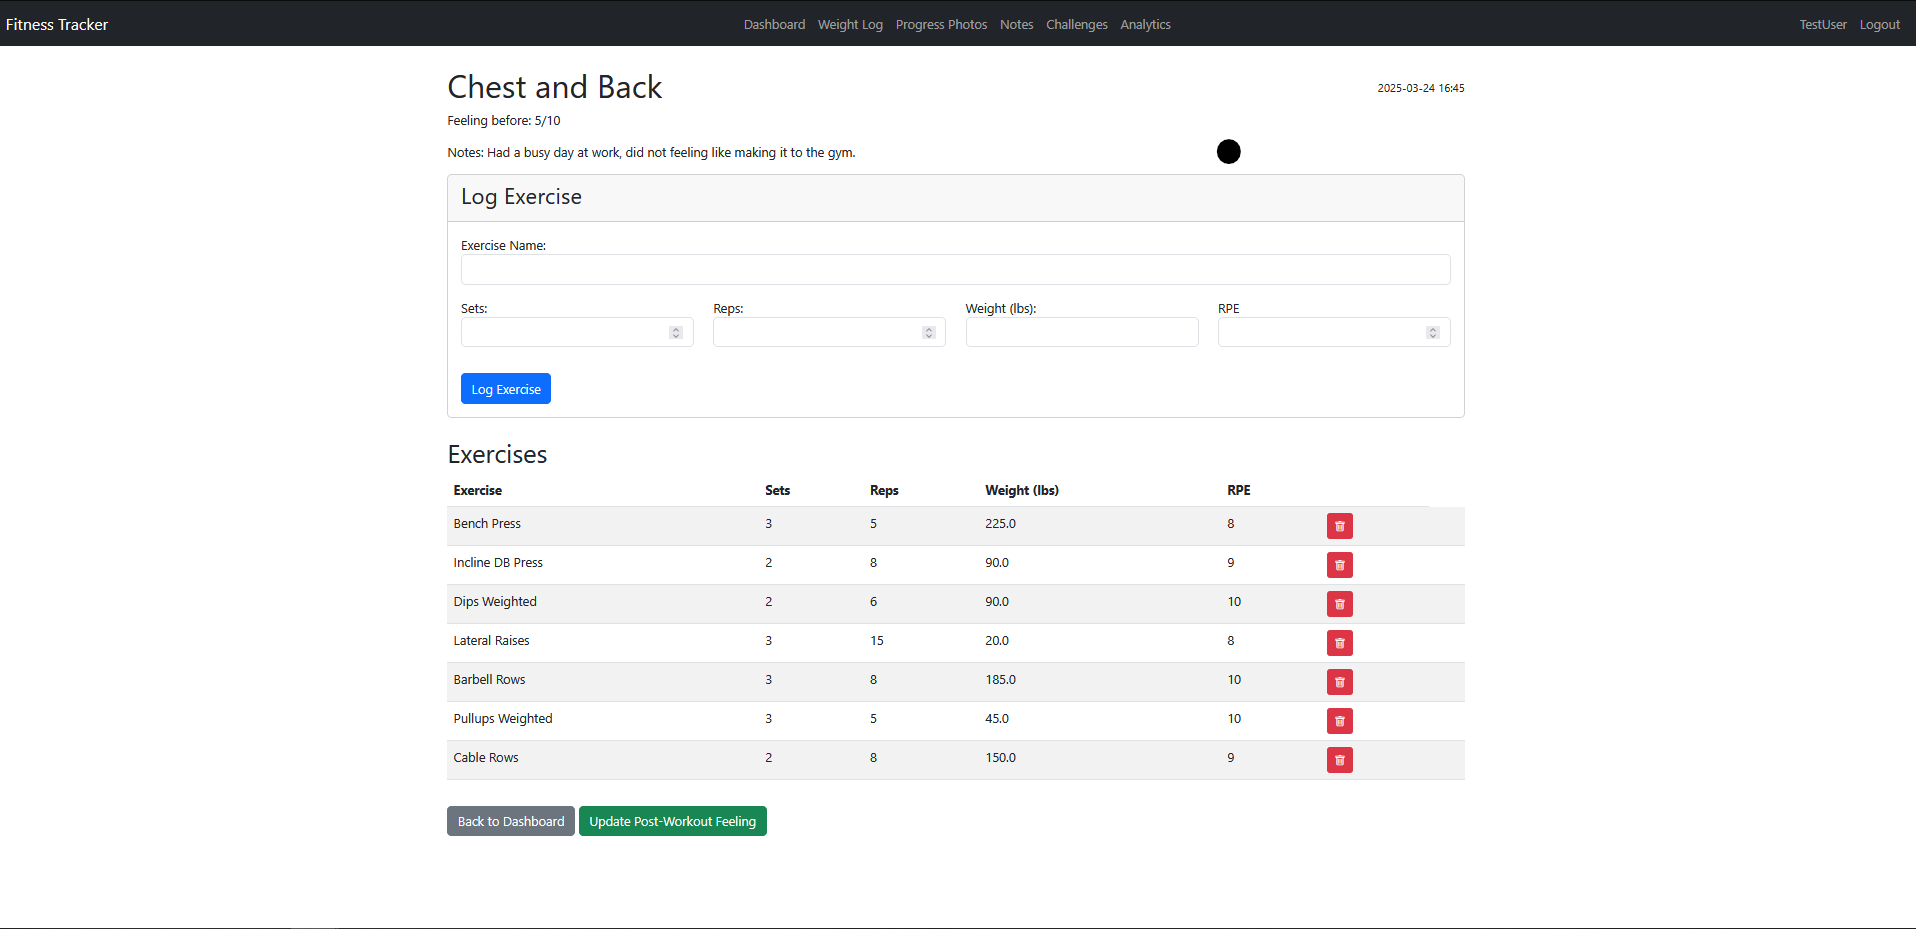 Fitness Tracker Dashboard Weight Log Progress Photos Notes Challenges Analytics TestUser Logout
Chest and Back 2025-03-24 16:45
Feeling before: 5/10
Notes: Had a busy day at work, did not feeling like making it to the gym.
Log Exercise
Exercise Name:
Sets: Reps: Weight (lbs): RPE
Log Exercise
Exercises
Exercise Sets Reps Weight (lbs) RPE
Bench Press 3 5 225.0 8
Incline DB Press 2 8 90.0 9
Dips Weighted 2 6 90.0 10
Lateral Raises 3 15 20.0 8
Barbell Rows 3 8 185.0 10
Pullups Weighted 3 5 45.0 10
Cable Rows 2 8 150.0 9
Back to Dashboard Update Post-Workout Feeling